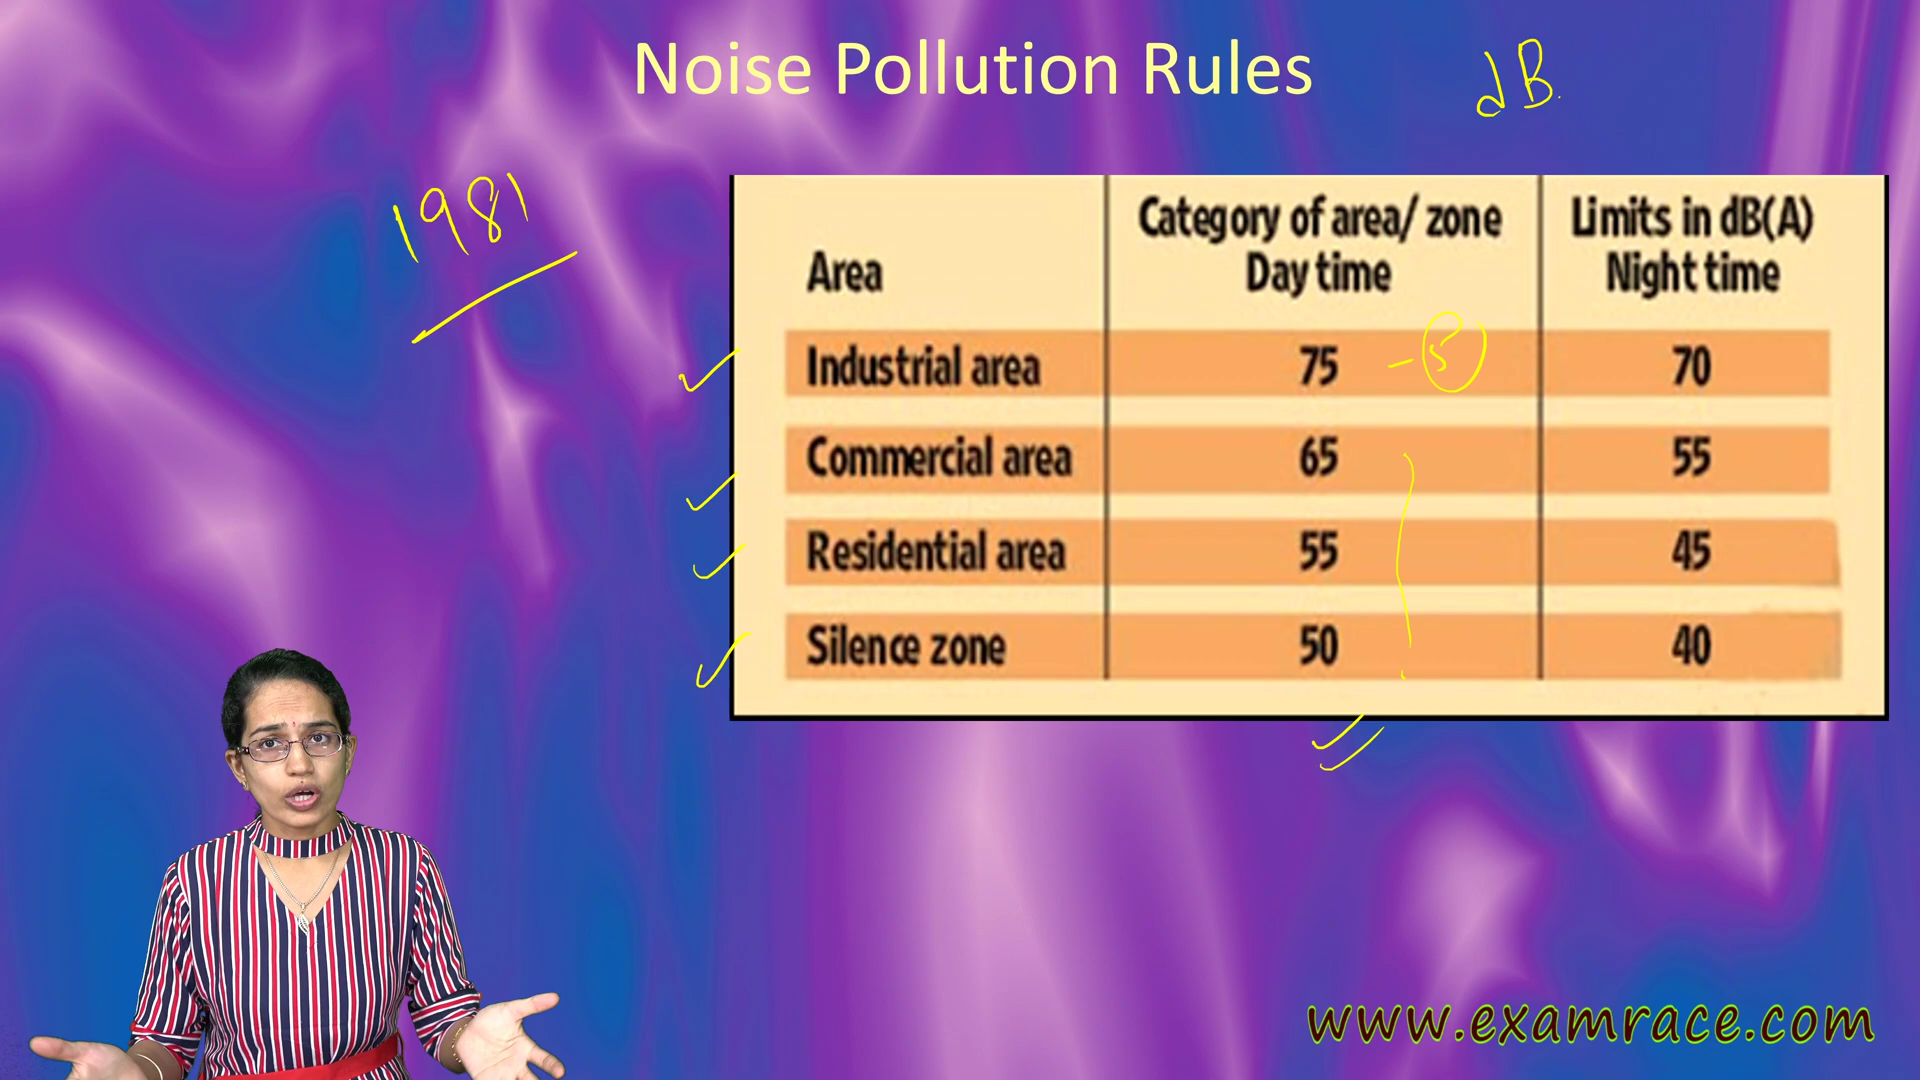 Noise Pollution Rules
dB
1981
Area
Category of area/ zone
Day time
Limits in dB(A)
Night time
Industrial area 75 - 5 70
Commercial area 65 55
Residential area 55 45
Silence zone 50 40
www.examrace.com